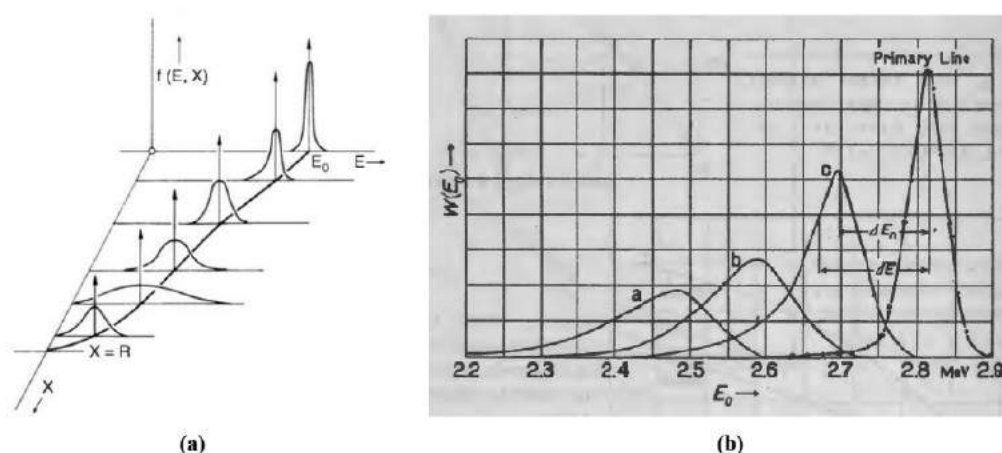 f (E, X)
E₀ E→
X = R
X
(a)
Primary Line
W(E₀) →
c
dEₙ
dE
b
a
2.2 2.3 2.4 2.5 2.6 2.7 2.8 MeV 2.9
E₀ →
(b)